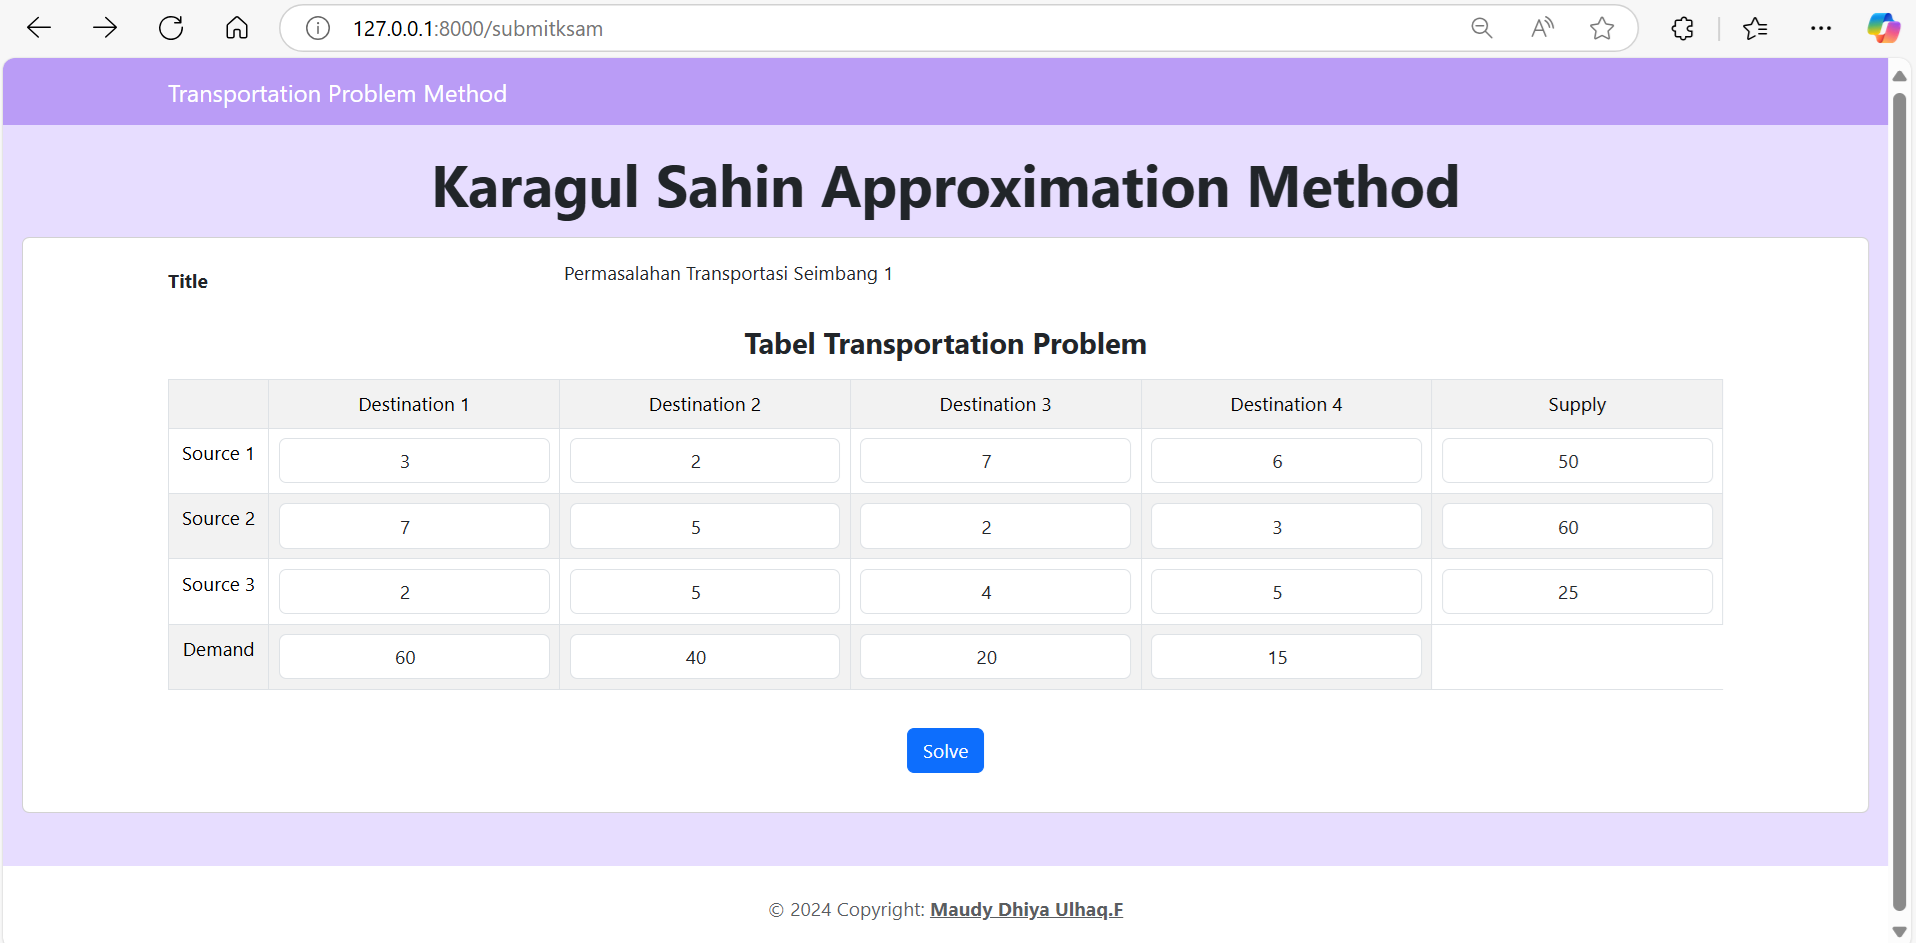 127.0.0.1:8000/submitksam
Transportation Problem Method
Karagul Sahin Approximation Method
Title Permasalahan Transportasi Seimbang 1
Tabel Transportation Problem
Destination 1 Destination 2 Destination 3 Destination 4 Supply
Source 1 3 2 7 6 50
Source 2 7 5 2 3 60
Source 3 2 5 4 5 25
Demand 60 40 20 15
Solve
© 2024 Copyright: Maudy Dhiya Ulhaq.F